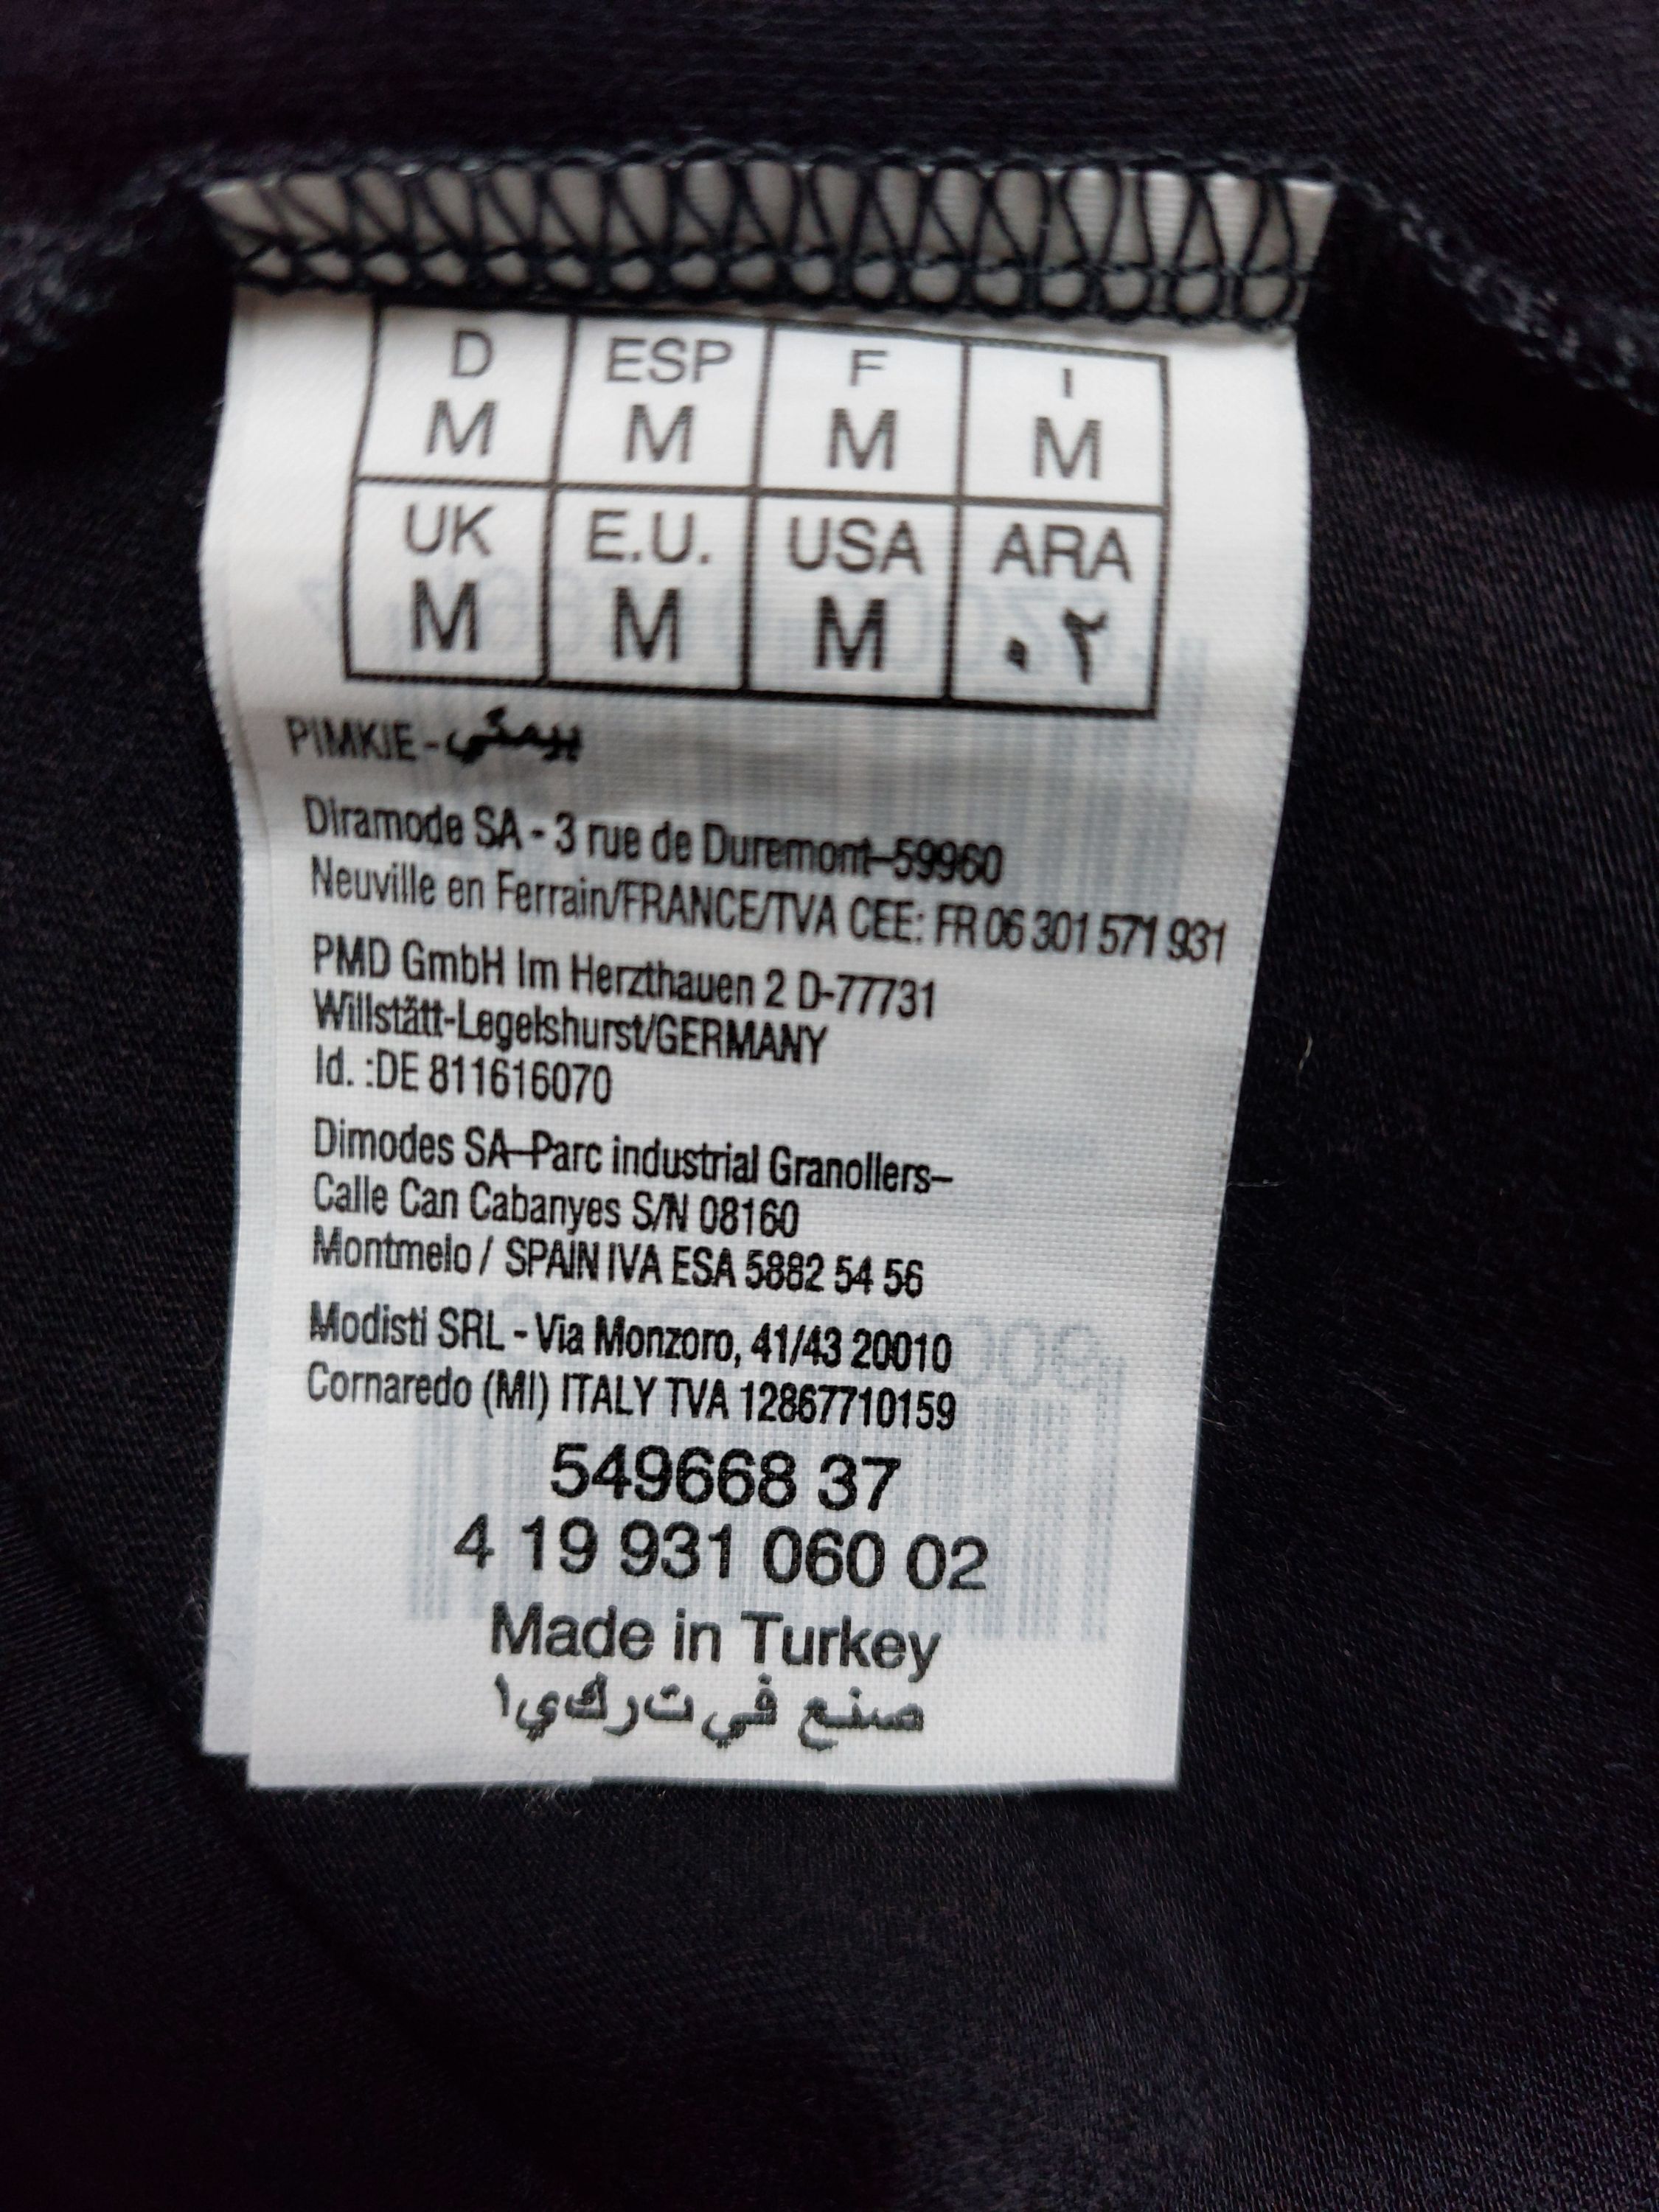 D ESP F I
M M M M
UK E.U. USA ARA
M M M ٠٢
PIMKIE-بيمكي
Diramode SA - 3 rue de Duremont–59960
Neuville en Ferrain/FRANCE/TVA CEE: FR 06 301 571 931
PMD GmbH Im Herzthauen 2 D-77731
Willstätt-Legelshurst/GERMANY
Id. :DE 811616070
Dimodes SA–Parc industrial Granollers–
Calle Can Cabanyes S/N 08160
Montmelo / SPAIN IVA ESA 5882 54 56
Modisti SRL - Via Monzoro, 41/43 20010
Cornaredo (MI) ITALY TVA 12867710159
549668 37
4 19 931 060 02
Made in Turkey
صنع في تركيا